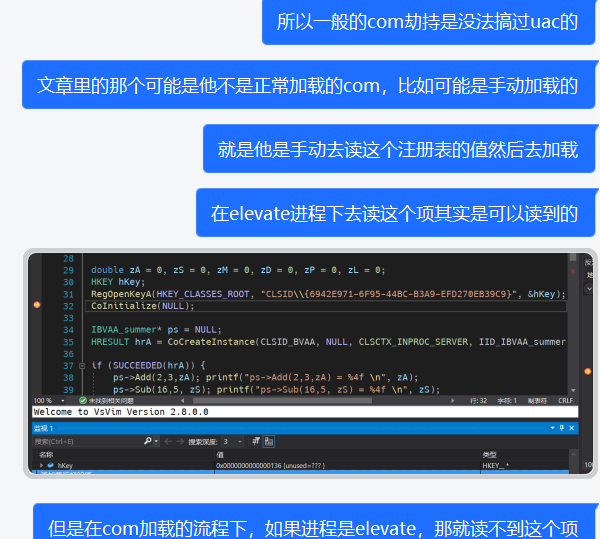 所以一般的com劫持是没法搞过uac的
文章里的那个可能是他不是正常加载的com，比如可能是手动加载的
就是他是手动去读这个注册表的值然后去加载
在elevate进程下去读这个项其实是可以读到的
28
29 double zA = 0, zS = 0, zM = 0, zD = 0, zP = 0, zL = 0;
30 HKEY hKey;
31 RegOpenKeyA(HKEY_CLASSES_ROOT, "CLSID\\{6942E971-6F95-44BC-B3A9-EFD270EB39C9}", &hKey);
32 CoInitialize(NULL);
33
34 IBVAA_summer* ps = NULL;
35 HRESULT hrA = CoCreateInstance(CLSID_BVAA, NULL, CLSCTX_INPROC_SERVER, IID_IBVAA_summer
36
37 if (SUCCEEDED(hrA)) {
38 ps->Add(2,3,zA); printf("ps->Add(2,3,zA) = %4f \n", zA);
39 ps->Sub(16,5, zS); printf("ps->Sub(16,5, zS) = %4f \n", zS);
100 % 未找到相关问题 行: 32 字符: 1 制表符 CRLF 100
Welcome to VsVim Version 2.8.0.0
监视 1
搜索(Ctrl+E) 搜索深度: 3
名称 值 类型
hKey 0x0000000000000136 {unused=??? } HKEY__ *
但是在com加载的流程下，如果进程是elevate，那就读不到这个项